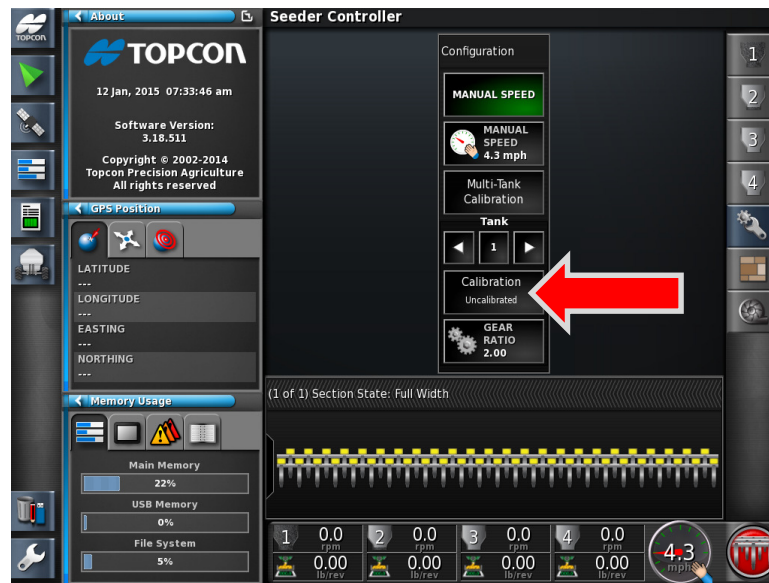 TOPCON
About
TOPCON
12 Jan, 2015 07:33:46 am
Software Version:
3.18.511
Copyright © 2002-2014
Topcon Precision Agriculture
All rights reserved
GPS Position
LATITUDE
---
LONGITUDE
---
EASTING
---
NORTHING
---
Memory Usage
Main Memory
22%
USB Memory
0%
File System
5%
Seeder Controller
Configuration
MANUAL SPEED
MANUAL
SPEED
4.3 mph
Multi-Tank
Calibration
Tank
1
Calibration
Uncalibrated
GEAR
RATIO
2.00
(1 of 1) Section State: Full Width
1 0.0 2 0.0 3 0.0 4 0.0
rpm rpm rpm rpm
0.00 0.00 0.00 0.00
lb/rev lb/rev lb/rev lb/rev
4.3
mph
1
2
3
4